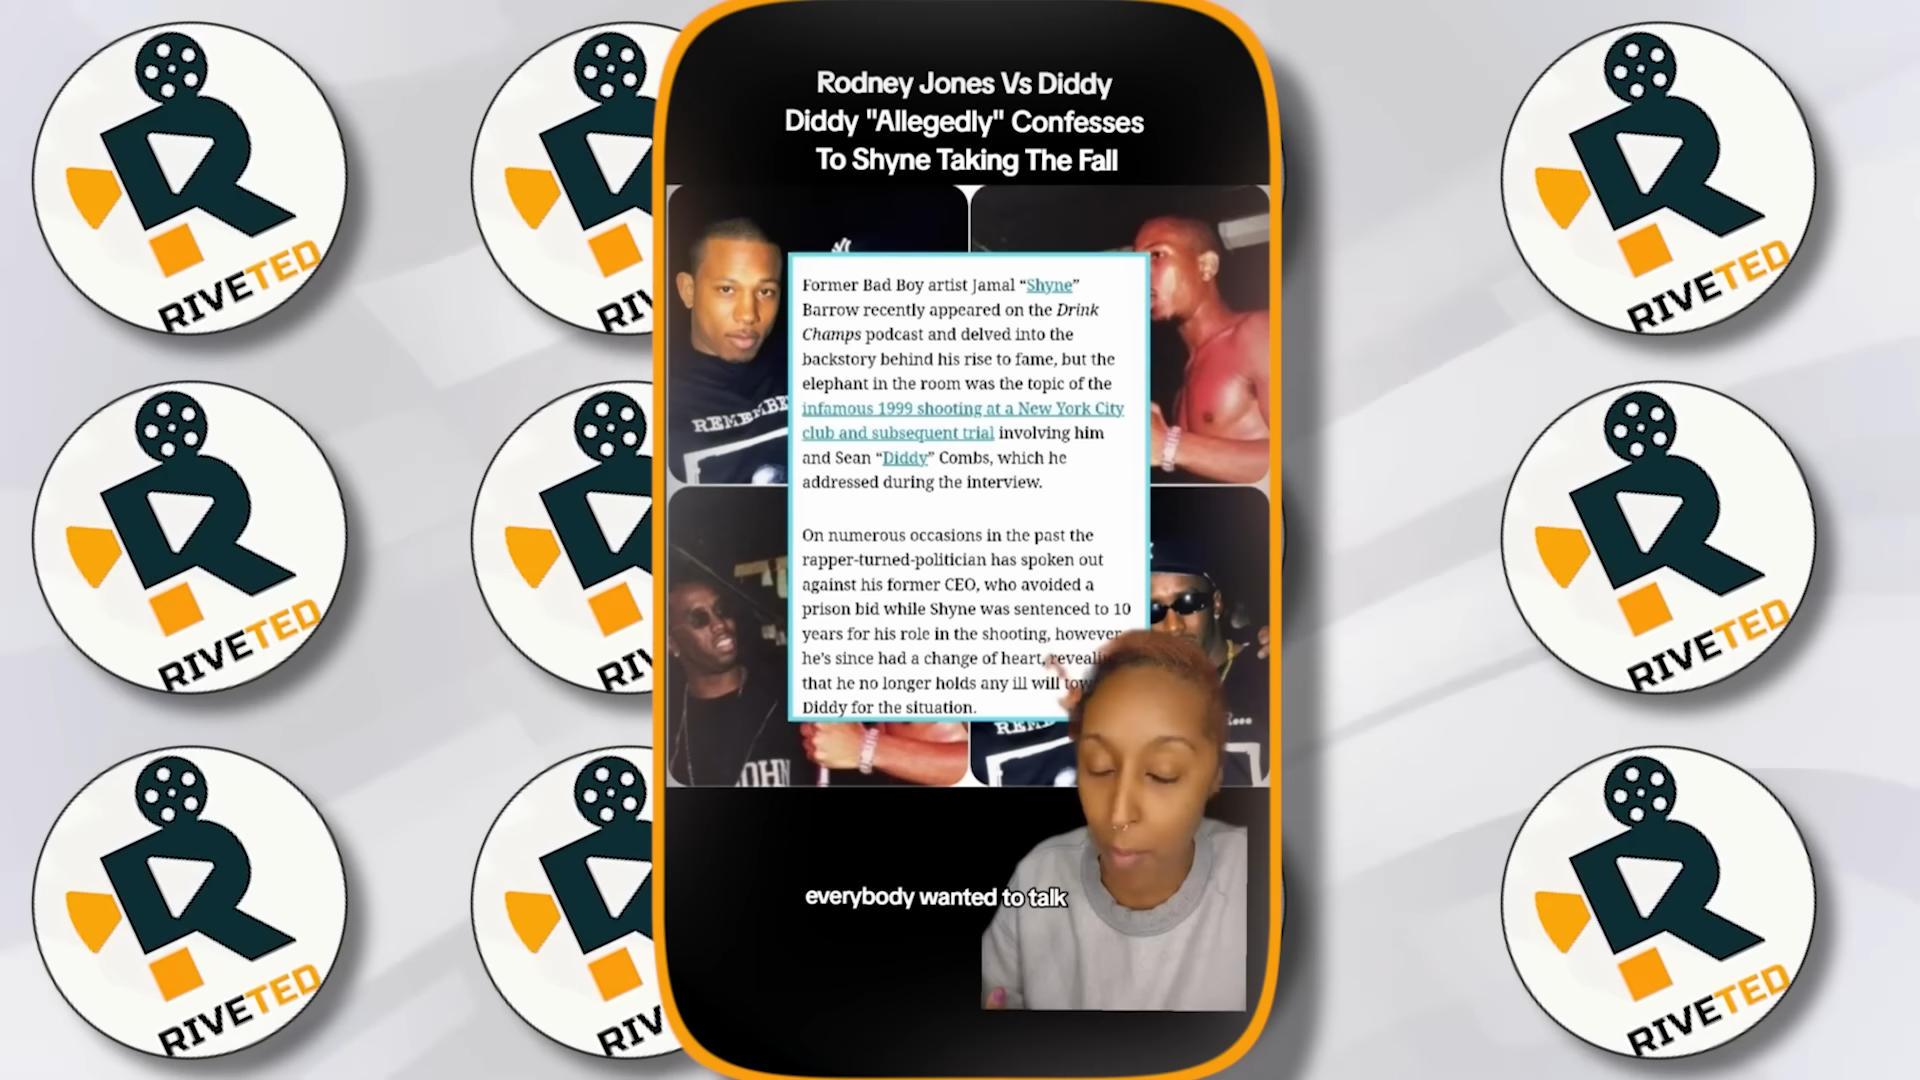 Rodney Jones Vs Diddy
Diddy "Allegedly" Confesses
To Shyne Taking The Fall
Former Bad Boy artist Jamal “Shyne”
Barrow recently appeared on the Drink
Champs podcast and delved into the
backstory behind his rise to fame, but the
elephant in the room was the topic of the
infamous 1999 shooting at a New York City
club and subsequent trial involving him
and Sean “Diddy” Combs, which he
addressed during the interview.
On numerous occasions in the past the
rapper-turned-politician has spoken out
against his former CEO, who avoided a
prison bid while Shyne was sentenced to 10
years for his role in the shooting, however
he's since had a change of heart,
that he no longer holds any ill will
Diddy for the situation.
everybody wanted to talk
RIVETED
RIVETED
RIVETED
RIVETED
RIVETED
RIVETED